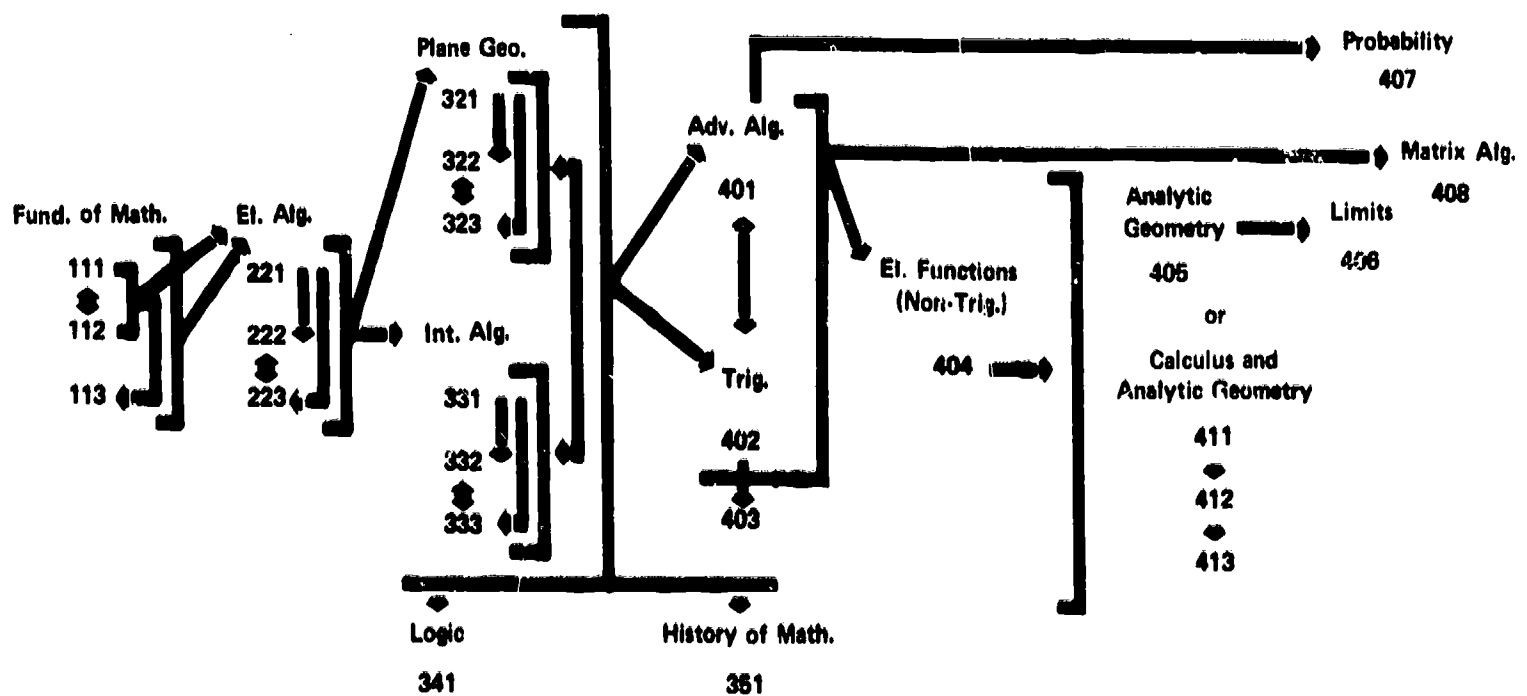 Fund. of Math.
111
112
113
El. Alg.
221
222
223
Plane Geo.
321
322
323
Int. Alg.
331
332
333
Logic
341
History of Math.
351
Adv. Alg.
401
Trig.
402
403
El. Functions
(Non-Trig.)
404
Probability
407
Matrix Alg.
408
Analytic
Geometry
405
Limits
406
or
Calculus and
Analytic Geometry
411
412
413